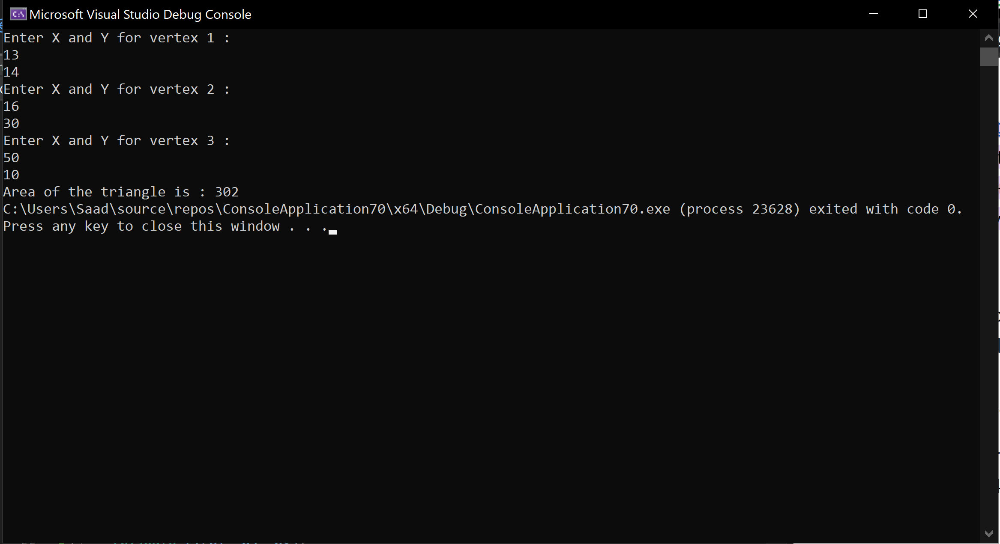 Microsoft Visual Studio Debug Console
Enter X and Y for vertex 1 :
13
14
Enter X and Y for vertex 2 :
16
30
Enter X and Y for vertex 3 :
50
10
Area of the triangle is : 302
C:\Users\Saad\source\repos\ConsoleApplication70\x64\Debug\ConsoleApplication70.exe (process 23628) exited with code 0.
Press any key to close this window . . .